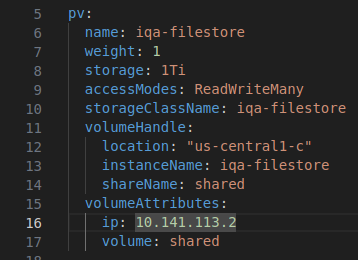 5 pv:
6 name: iqa-filestore
7 weight: 1
8 storage: 1Ti
9 accessModes: ReadWriteMany
10 storageClassName: iqa-filestore
11 volumeHandle:
12 location: "us-central1-c"
13 instanceName: iqa-filestore
14 shareName: shared
15 volumeAttributes:
16 ip: 10.141.113.2
17 volume: shared